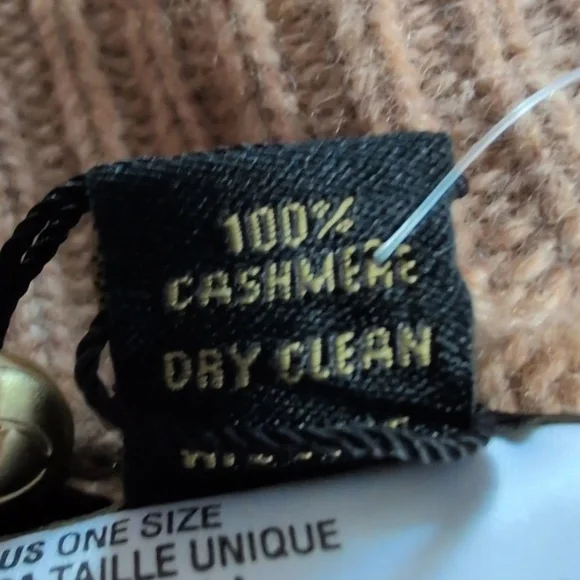 100%
CASHMERE
DRY CLEAN
US ONE SIZE
TAILLE UNIQUE